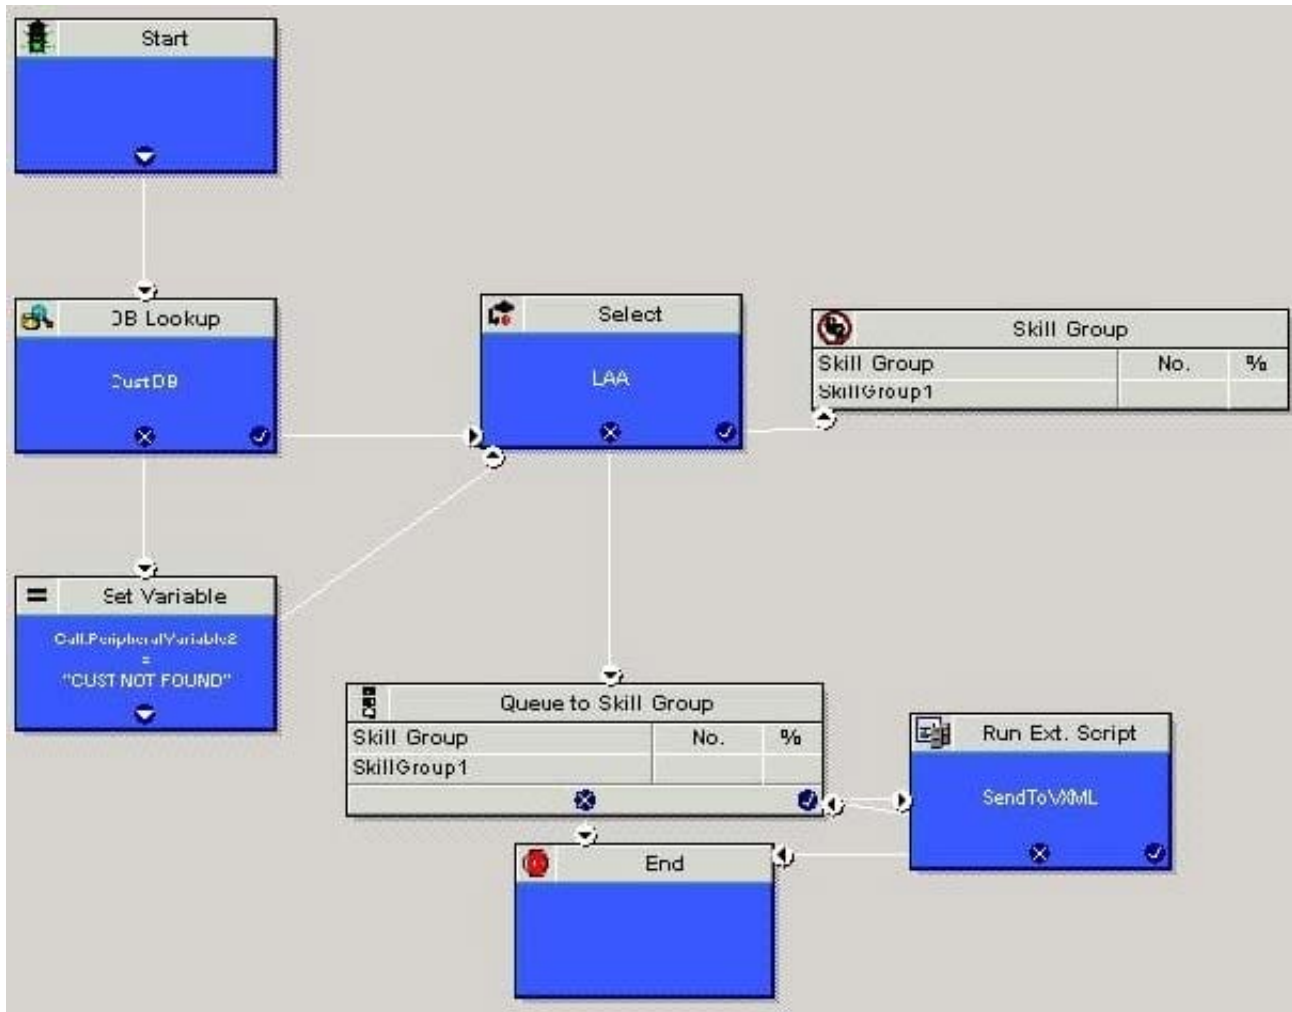 Start
DB Lookup
CustDB
Select
LAA
Skill Group
Skill Group No. %
SkillGroup1
Set Variable
Call.PeripheralVariable2
=
"CUST NOT FOUND"
Queue to Skill Group
Skill Group No. %
SkillGroup1
Run Ext. Script
SendToVXML
End